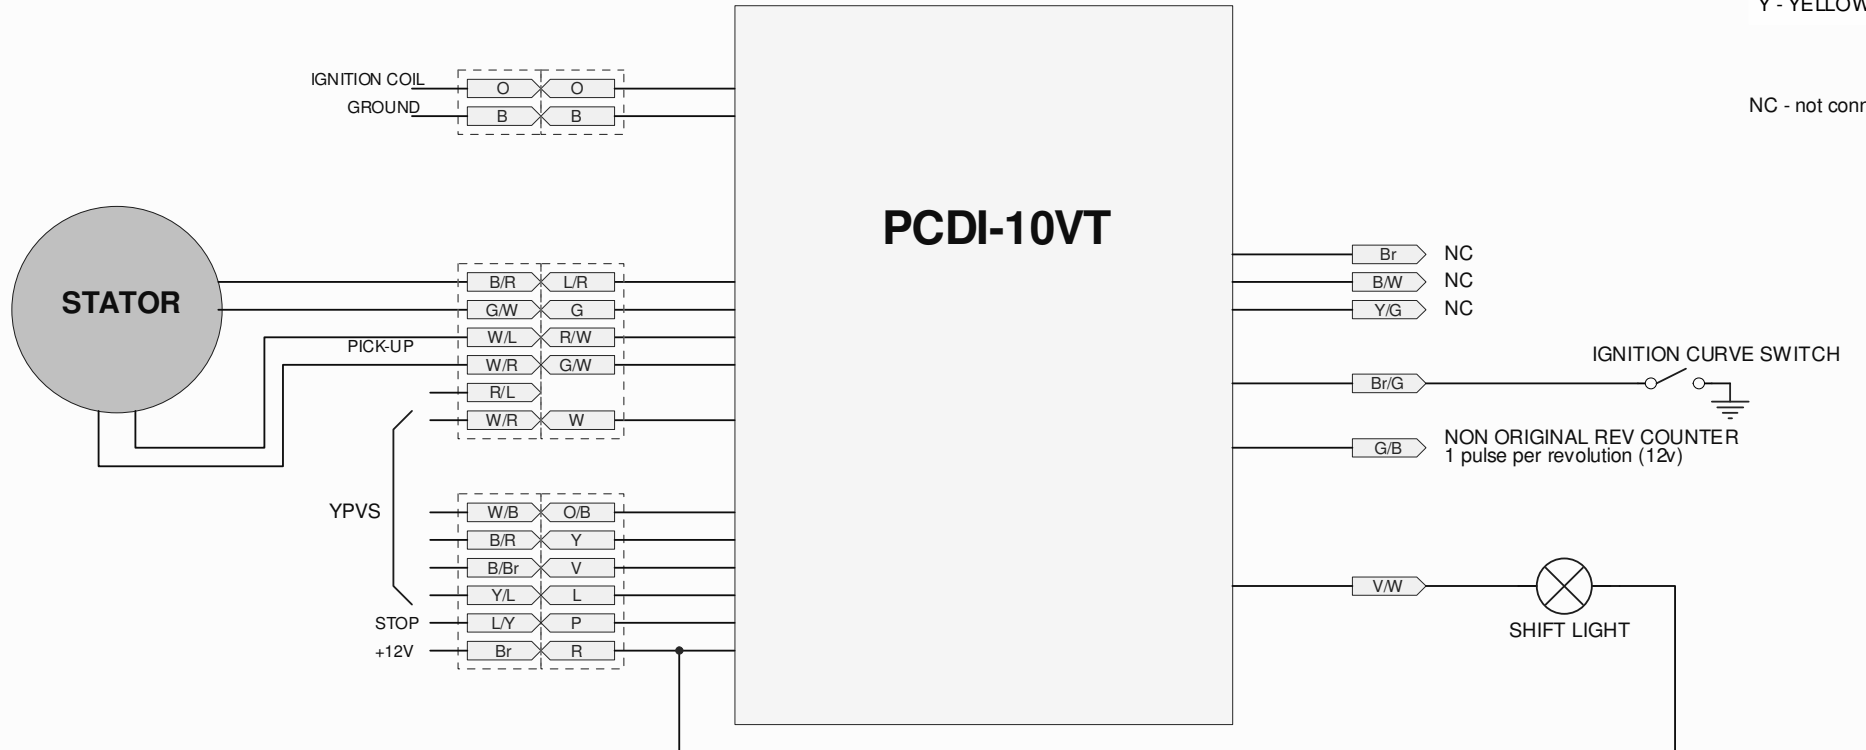 Y - YELLOW
IGNITION COIL
O O
GROUND
B B
NC - not conn
PCDI-10VT
STATOR
B/R L/R
G/W G
PICK-UP
W/L R/W
W/R G/W
R/L
W/R W
YPVS
W/B O/B
B/R Y
B/Br V
Y/L L
STOP
L/Y P
+12V
Br R
Br NC
B/W NC
Y/G NC
IGNITION CURVE SWITCH
Br/G
G/B
NON ORIGINAL REV COUNTER
1 pulse per revolution (12v)
V/W
SHIFT LIGHT